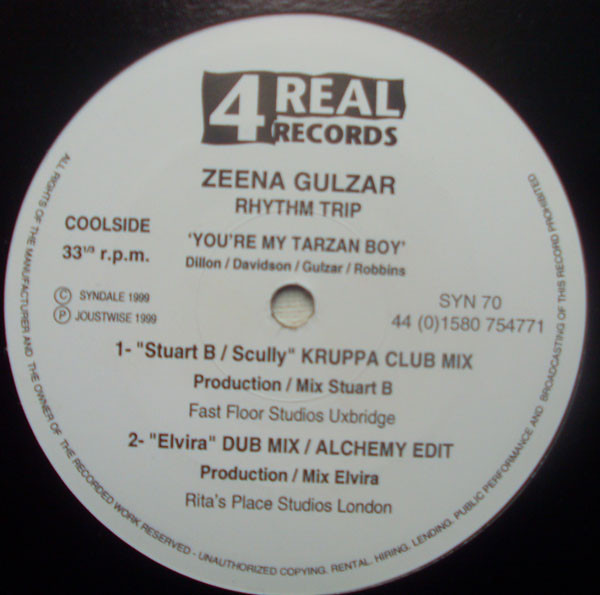 4 REAL
RECORDS
ZEENA GULZAR
RHYTHM TRIP
COOLSIDE
33 1/3 r.p.m.
'YOU'RE MY TARZAN BOY'
Dillon / Davidson / Gulzar / Robbins
© SYNDALE 1999
℗ JOUSTWISE 1999
SYN 70
44 (0)1580 754771
1- "Stuart B / Scully" KRUPPA CLUB MIX
Production / Mix Stuart B
Fast Floor Studios Uxbridge
2- "Elvira" DUB MIX / ALCHEMY EDIT
Production / Mix Elvira
Rita's Place Studios London
ALL RIGHTS OF THE MANUFACTURER AND THE OWNER OF THE RECORDED WORK RESERVED - UNAUTHORIZED COPYING. RENTAL. HIRING. LENDING. PUBLIC PERFORMANCE AND BROADCASTING OF THIS RECORD PROHIBITED